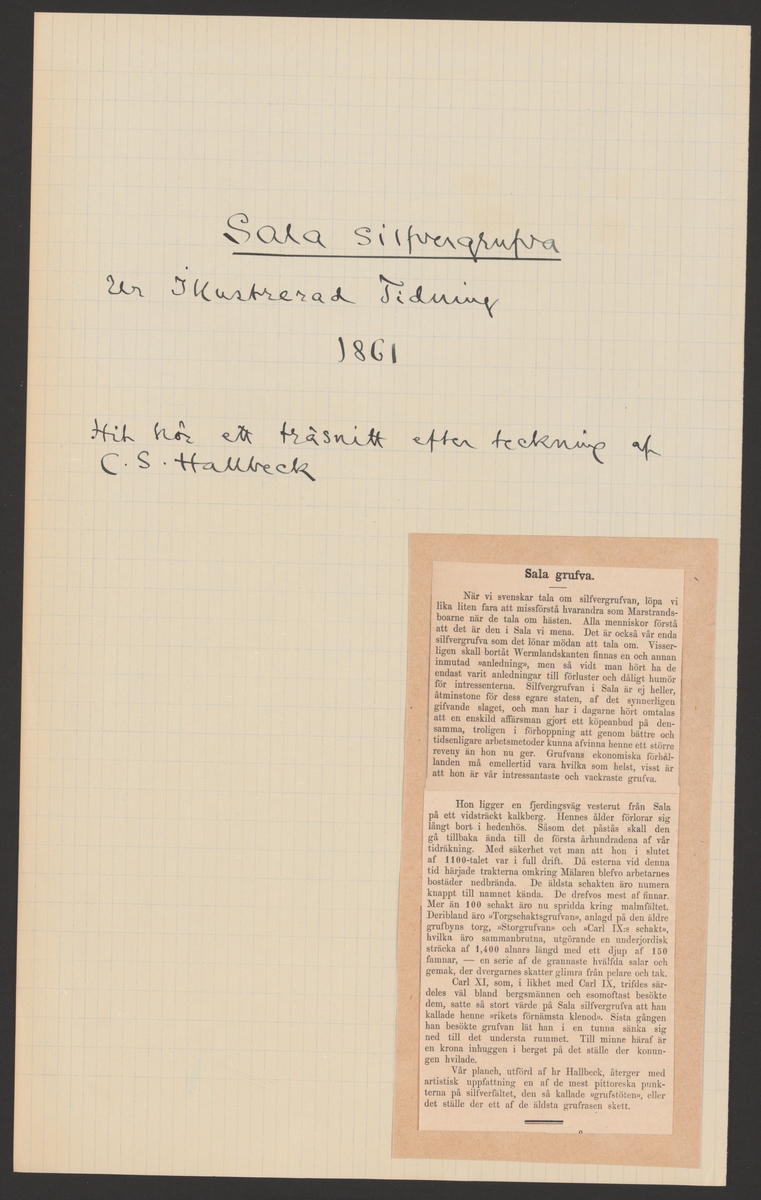 Sala silfvergrufva
Ur Illustrerad Tidning
1861
Hit hör ett träsnitt efter teckning af
C. S. Hallbeck
Sala grufva.
När vi svenskar tala om silfvergrufvan, löpa vi
lika liten fara att missförstå hvarandra som Marstrands-
boarne när de tala om hästen. Alla menniskor förstå
att det är den i Sala vi mena. Det är också vår enda
silfvergrufva som det lönar mödan att tala om. Visser-
ligen skall bortåt Wermlandskanten finnas en och annan
inmutad »anledning», men så vidt man hört ha de
endast varit anledningar till förluster och dåligt humör
för intressenterna. Silfvergrufvan i Sala är ej heller,
åtminstone för dess egare staten, af det synnerligen
gifvande slaget, och man har i dagarne hört omtalas
att en enskild affärsman gjort ett köpeanbud på den-
samma, troligen i förhoppning att genom bättre och
tidsenligare arbetsmetoder kunna afvinna henne ett större
reveny än hon nu ger. Grufvans ekonomiska förhål-
landen må emellertid vara hvilka som helst, visst är
att hon är vår intressantaste och vackraste grufva.
Hon ligger en fjerdingsväg vesterut från Sala
på ett vidsträckt kalkberg. Hennes ålder förlorar sig
långt bort i hedenhös. Såsom det påstås skall den
gå tillbaka ända till de första århundradena af vår
tidräkning. Med säkerhet vet man att hon i slutet
af 1100-talet var i full drift. Då esterna vid denna
tid härjade trakterna omkring Mälaren blefvo arbetarnes
bostäder nedbrända. De äldsta schakten äro numera
knappt till namnet kända. De drefvos mest af finnar.
Mer än 100 schakt äro nu spridda kring malmfältet.
Deribland äro »Torgschaktsgrufvan», anlagd på den äldre
grufbyns torg, »Storgrufvan» och »Carl IX:s schakt»,
hvilka äro sammanbrutna, utgörande en underjordisk
sträcka af 1,400 alnars längd med ett djup af 150
famnar, — en serie af de grannaste hvälfda salar och
gemak, der dvergarnes skatter glimra från pelare och tak.
Carl XI, som, i likhet med Carl IX, trifdes sär-
deles väl bland bergsmännen och esomoftast besökte
dem, satte så stort värde på Sala silfvergrufva att han
kallade henne »rikets förnämsta klenod». Sista gången
han besökte grufvan lät han i en tunna sänka sig
ned till det understa rummet. Till minne häraf är
en krona inhuggen i berget på det ställe der konun-
gen hvilade.
Vår planch, utförd af hr Hallbeck, återger med
artistisk uppfattning en af de mest pittoreska punk-
terna på silfverfältet, den så kallade »grufstöten», eller
det ställe der ett af de äldsta grufrasen skett.